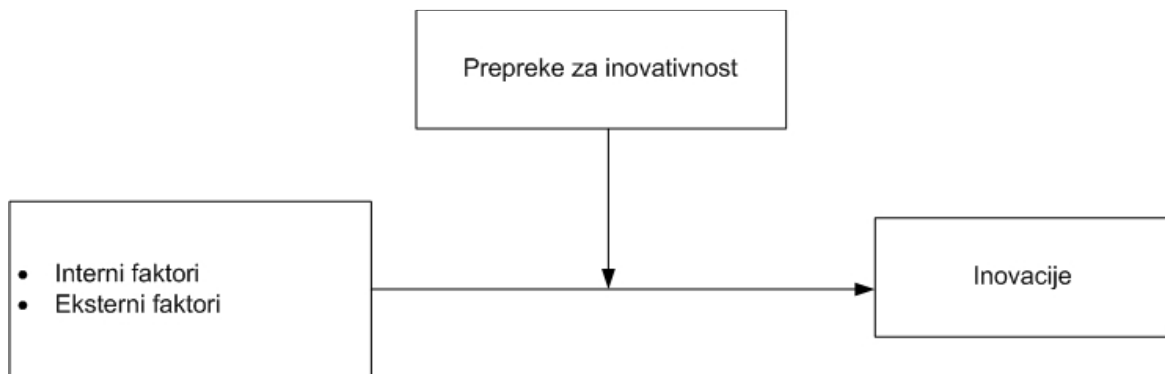 Prepreke za inovativnost
• Interni faktori
• Eksterni faktori
Inovacije